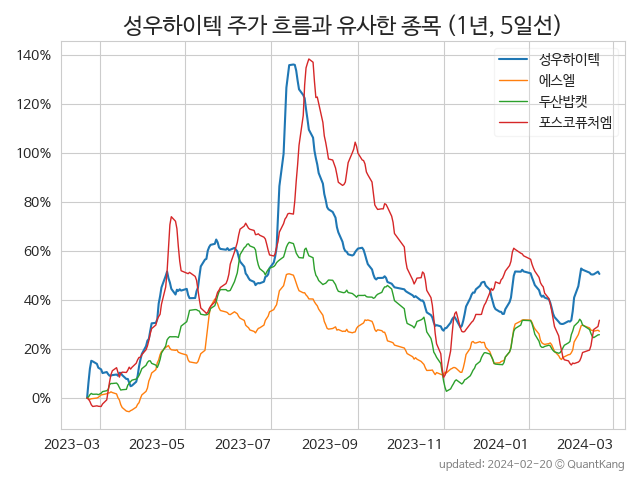 성우하이텍 주가 흐름과 유사한 종목 (1년, 5일선)
140%
120%
100%
80%
60%
40%
20%
0%
성우하이텍
에스엘
두산밥캣
포스코퓨처엠
2023-03
2023-05
2023-07
2023-09
2023-11
2024-01
2024-03
updated: 2024-02-20 © QuantKang